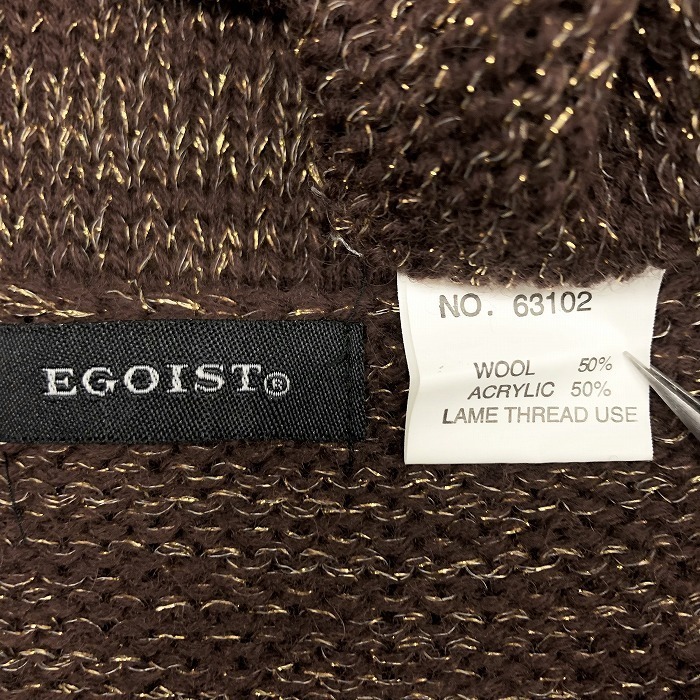 EGOIST®
NO. 63102
WOOL 50%
ACRYLIC 50%
LAME THREAD USE